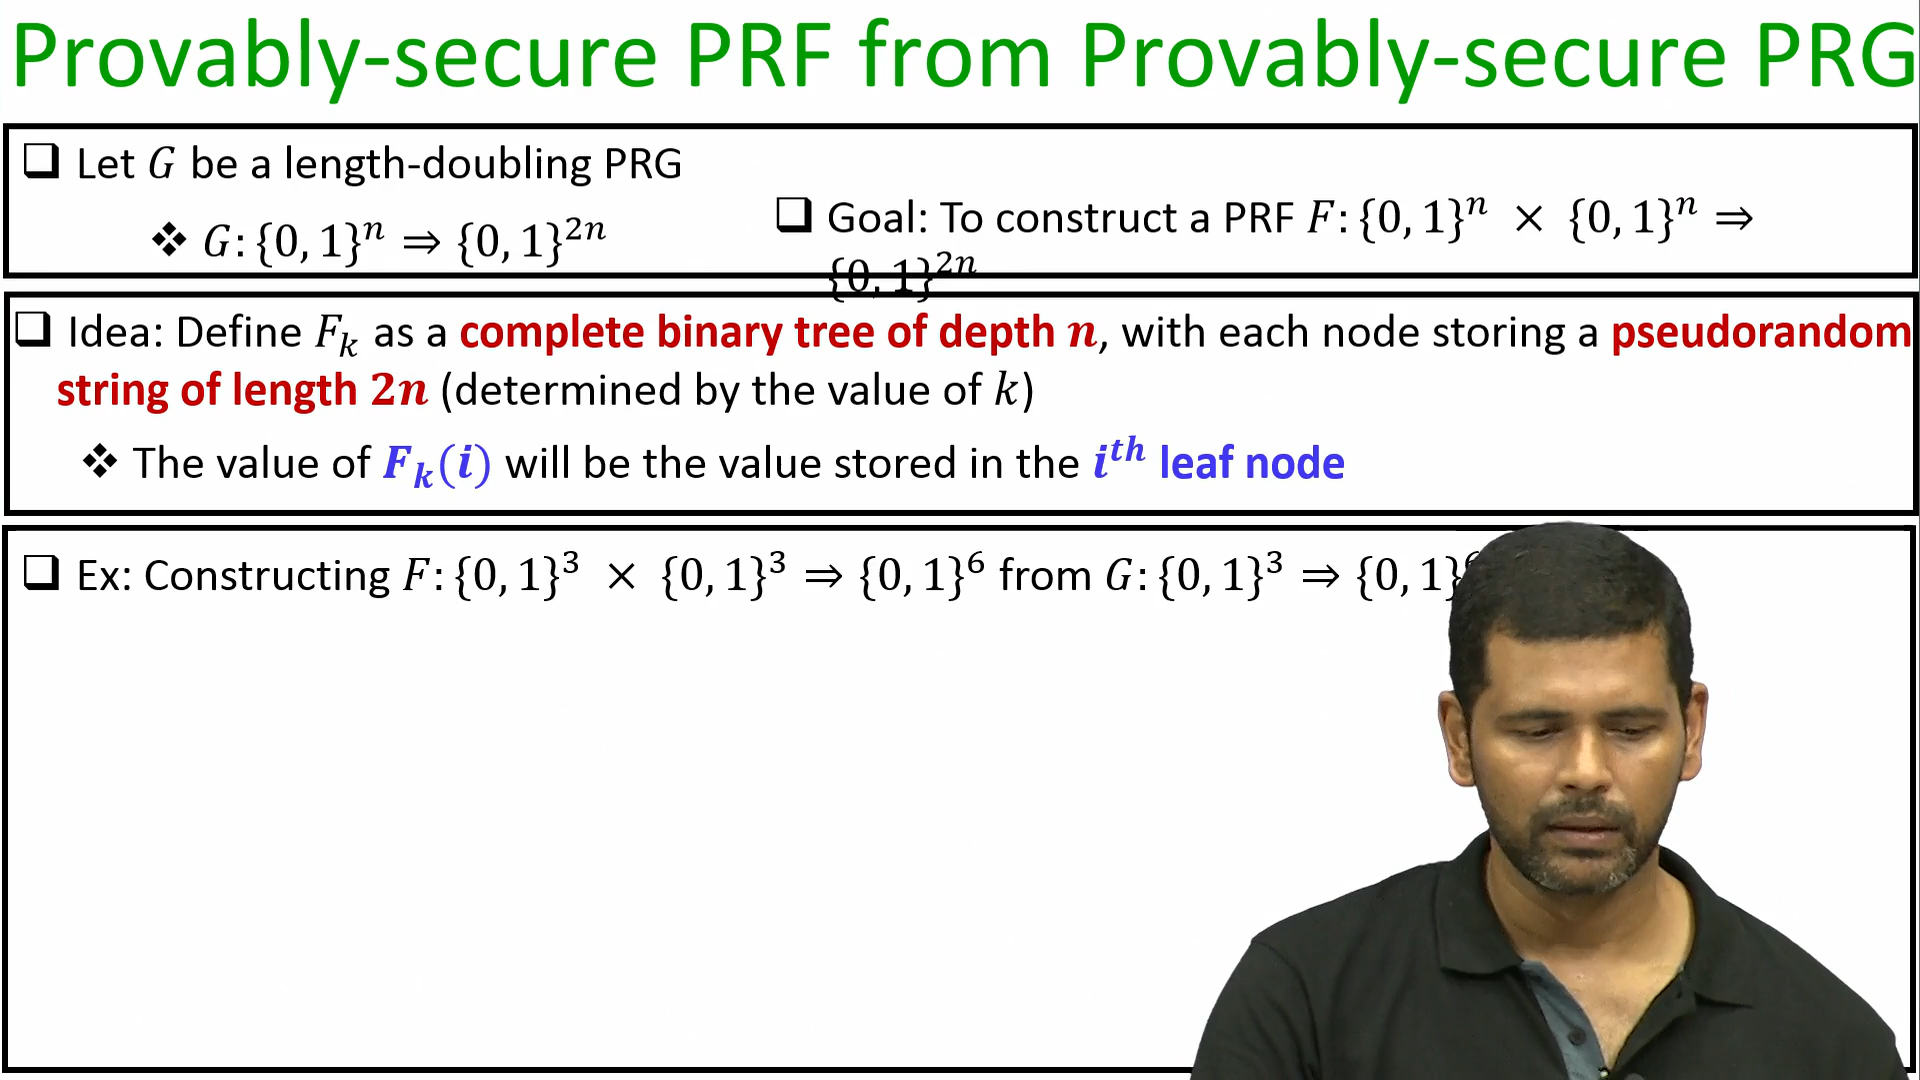 Provably-secure PRF from Provably-secure PRG
❑ Let G be a length-doubling PRG
❖ G: {0, 1}ⁿ ⇒ {0, 1}²ⁿ
❑ Goal: To construct a PRF F: {0, 1}ⁿ × {0, 1}ⁿ ⇒
{0, 1}²ⁿ
❑ Idea: Define Fₖ as a complete binary tree of depth n, with each node storing a pseudorandom
string of length 2n (determined by the value of k)
❖ The value of Fₖ(i) will be the value stored in the iᵗʰ leaf node
❑ Ex: Constructing F: {0, 1}³ × {0, 1}³ ⇒ {0, 1}⁶ from G: {0, 1}³ ⇒ {0, 1}